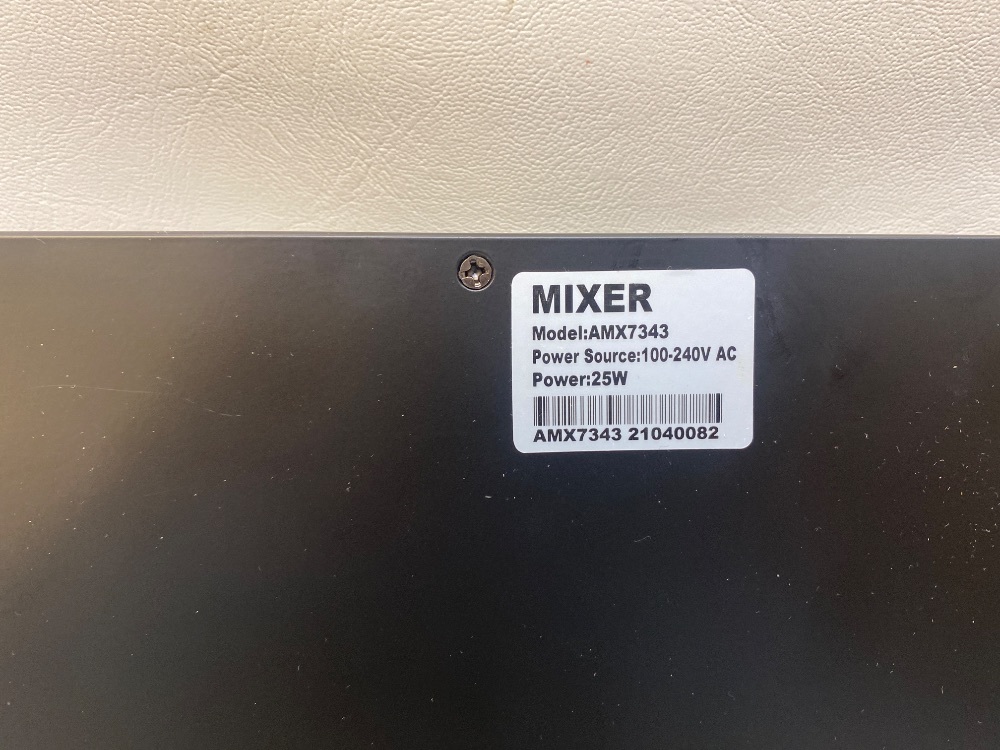 MIXER
Model:AMX7343
Power Source:100-240V AC
Power:25W
AMX7343 21040082